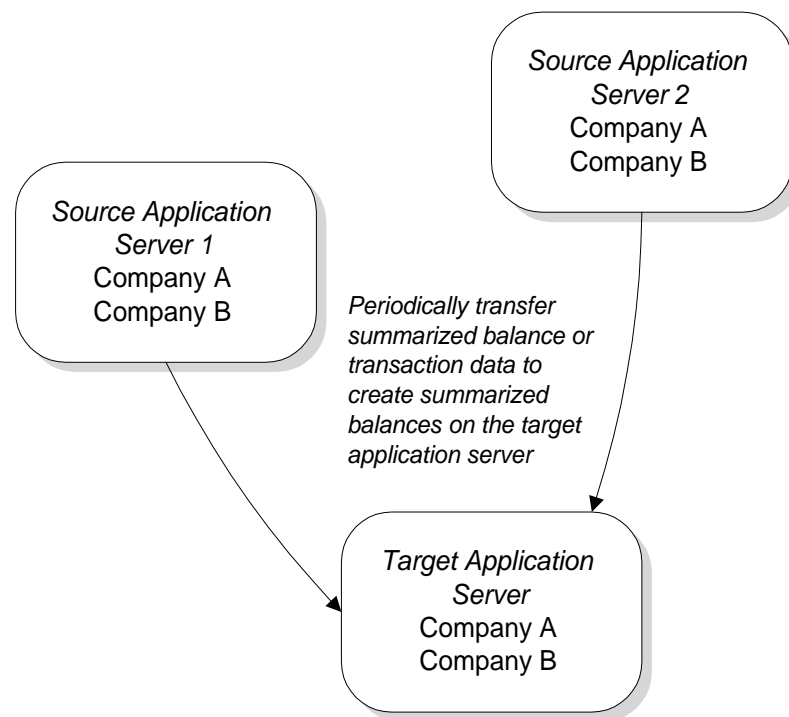 Source Application
Server 2
Company A
Company B
Source Application
Server 1
Company A
Company B
Periodically transfer
summarized balance or
transaction data to
create summarized
balances on the target
application server
Target Application
Server
Company A
Company B